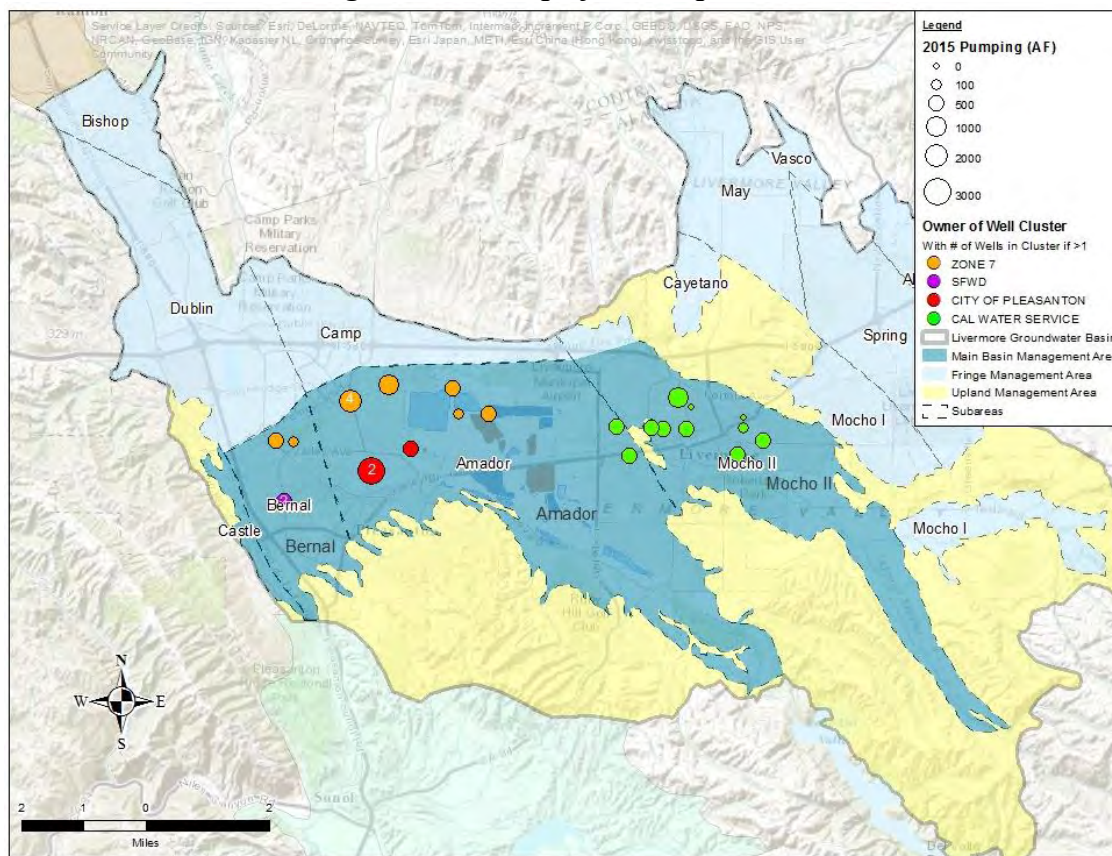 Service Layer Credits: Sources: Esri, DeLorme, NAVTEQ, TomTom, Intermap, increment P Corp., GEBCO, USGS, FAO, NPS,
NRCAN, GeoBase, IGN, Kadaster NL, Ordnance Survey, Esri Japan, METI, Esri China (Hong Kong), swisstopo, and the GIS User
Community
Legend
2015 Pumping (AF)
0
100
500
1000
2000
3000
Owner of Well Cluster
With # of Wells in Cluster if >1
ZONE 7
SFWD
CITY OF PLEASANTON
CAL WATER SERVICE
Livermore Groundwater Basin
Main Basin Management Area
Fringe Management Area
Upland Management Area
Subareas
Bishop
Vasco
May
LIVERMORE VALLEY
Camp Parks
Military
Reservation
Cayetano
Dublin
Camp
Spring
329 m
4
Mocho I
2
Amador
Livermore
Mocho II
Mocho II
2
Bernal
Amador
Castle
Mocho I
Bernal
N
W
E
S
Sunol
2
1
0
2
Miles